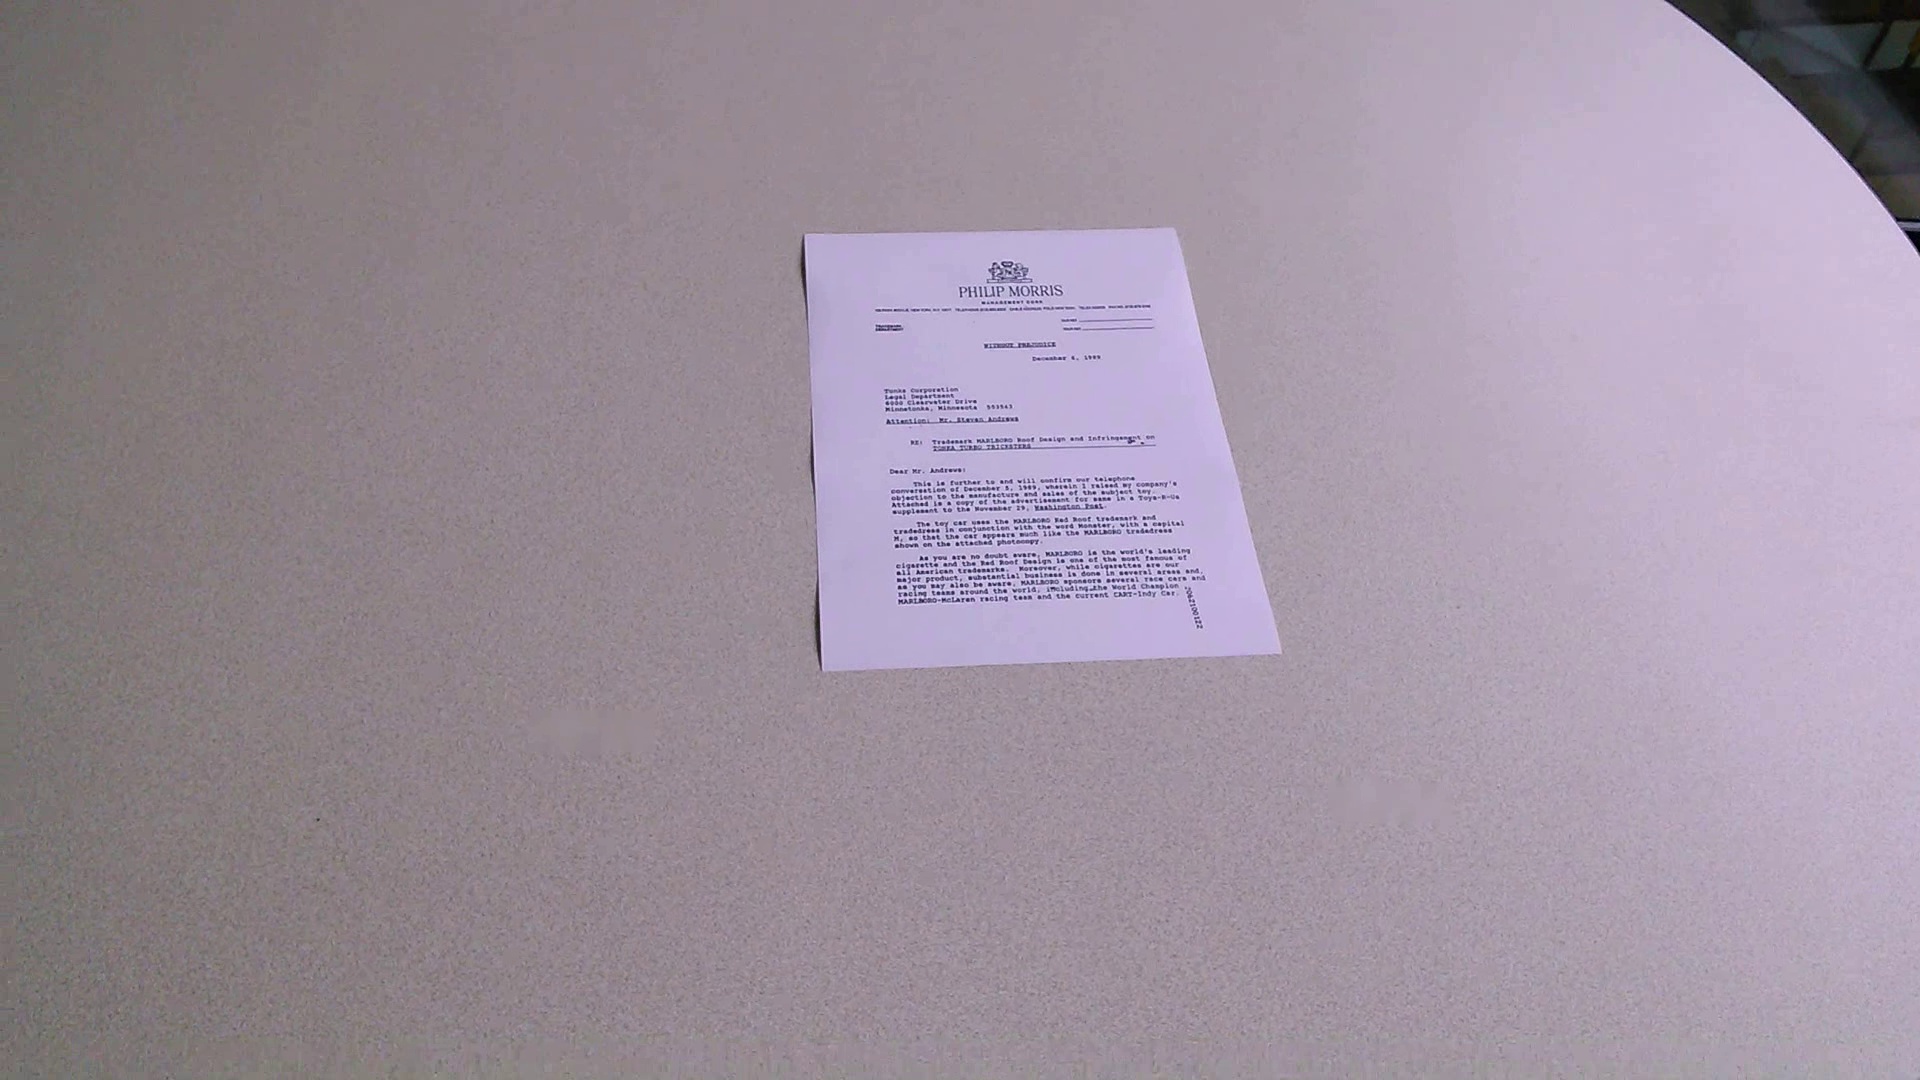 PHILIP MORRIS
MANAGEMENT CORP.
TRADEMARK
DEPARTMENT
WITHOUT PREJUDICE
December 6, 1989
Tonka Corporation
Legal Department
6000 Clearwater Drive
Minnetonka, Minnesota 503543
Attention: Mr. Steven Andrews
RE: Trademark MARLBORO Roof Design and Infringement on
TONKA TURBO TRICKSTERS
Dear Mr. Andrews:
This is further to and will confirm our telephone
conversation of December 5, 1989, wherein I raised my company's
objection to the manufacture and sales of the subject toy.
Attached is a copy of the advertisement for same in a Toys-R-Us
supplement to the November 29, Washington Post.
The toy car uses the MARLBORO Red Roof trademark and
tradedress in conjunction with the word Monster, with a capital
M, so that the car appears much like the MARLBORO tradedress
shown on the attached photocopy.
As you are no doubt aware, MARLBORO is the world's leading
cigarette and the Red Roof Design is one of the most famous of
all American trademarks. Moreover, while cigarettes are our
major product, substantial business is done in several areas and,
as you may also be aware, MARLBORO sponsors several race cars and
racing teams around the world, including the World Champion
MARLBORO-McLaren racing team and the current CART-Indy Car.